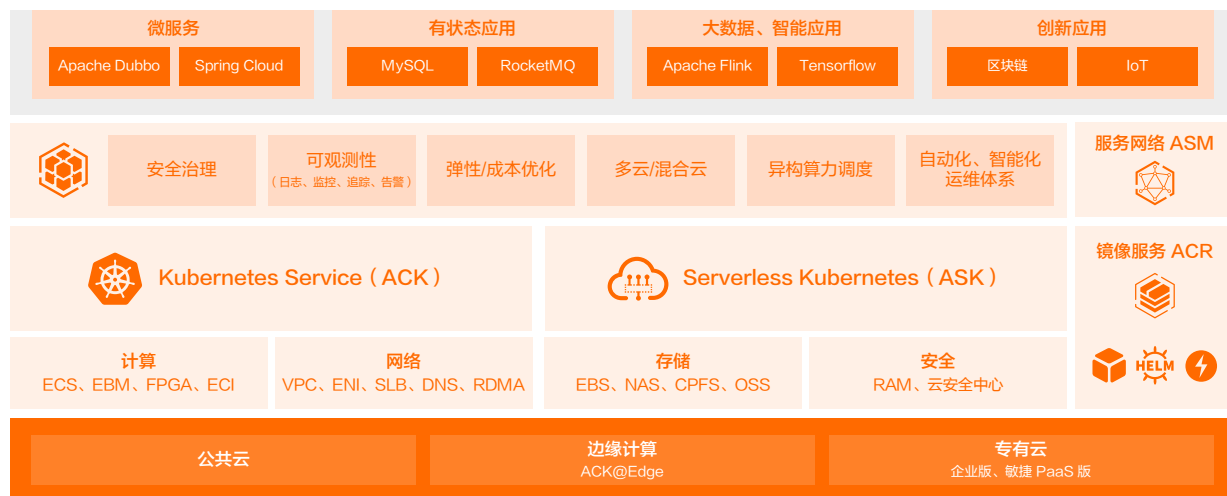 微服务
Apache Dubbo
Spring Cloud
有状态应用
MySQL
RocketMQ
大数据、智能应用
Apache Flink
Tensorflow
创新应用
区块链
IoT
安全治理
可观测性
（日志、监控、追踪、告警）
弹性/成本优化
多云/混合云
异构算力调度
自动化、智能化
运维体系
服务网络 ASM
Kubernetes Service（ACK）
Serverless Kubernetes（ASK）
镜像服务 ACR
HELM
计算
ECS、EBM、FPGA、ECI
网络
VPC、ENI、SLB、DNS、RDMA
存储
EBS、NAS、CPFS、OSS
安全
RAM、云安全中心
公共云
边缘计算
ACK@Edge
专有云
企业版、敏捷 PaaS 版